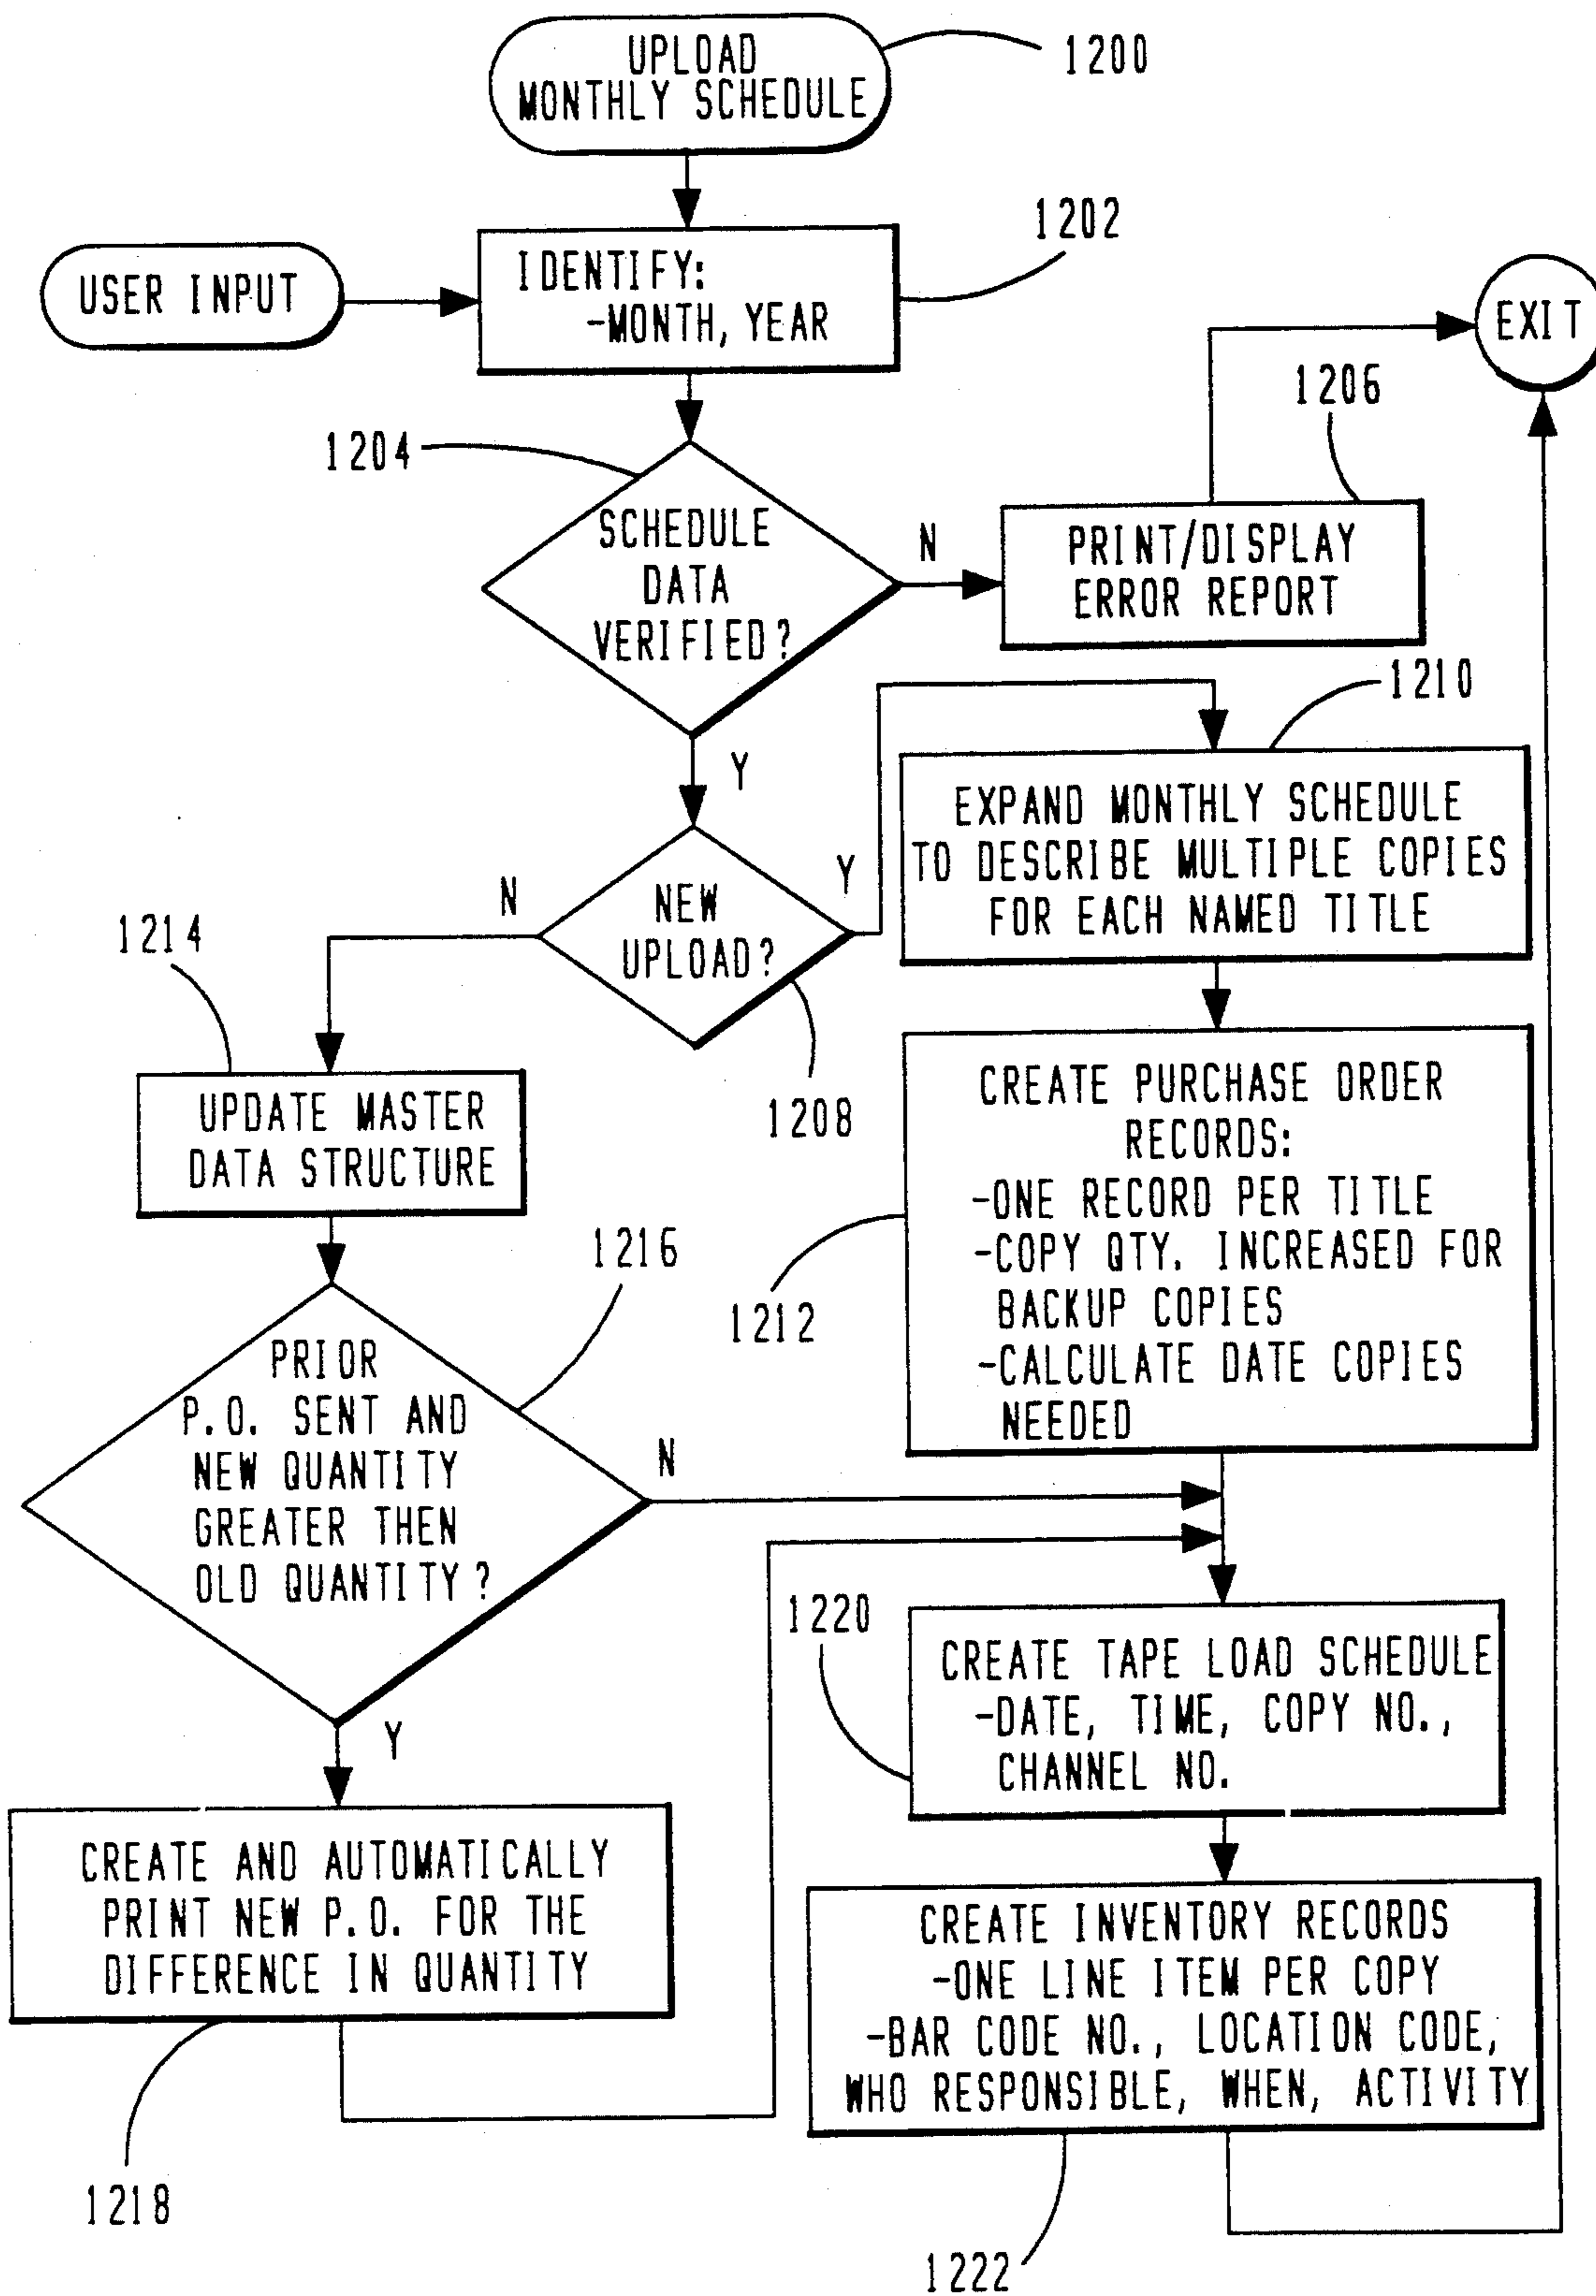 UPLOAD
MONTHLY SCHEDULE
1200
1202
USER INPUT
IDENTIFY:
-MONTH, YEAR
EXIT
1206
1204
SCHEDULE
DATA
VERIFIED?
N
PRINT/DISPLAY
ERROR REPORT
Y
1210
EXPAND MONTHLY SCHEDULE
TO DESCRIBE MULTIPLE COPIES
FOR EACH NAMED TITLE
N
NEW
UPLOAD?
Y
1214
1208
UPDATE MASTER
DATA STRUCTURE
CREATE PURCHASE ORDER
RECORDS:
-ONE RECORD PER TITLE
-COPY QTY. INCREASED FOR
BACKUP COPIES
-CALCULATE DATE COPIES
NEEDED
1212
1216
PRIOR
P.O. SENT AND
NEW QUANTITY
GREATER THEN
OLD QUANTITY?
N
Y
1220
CREATE TAPE LOAD SCHEDULE
-DATE, TIME, COPY NO.,
CHANNEL NO.
CREATE AND AUTOMATICALLY
PRINT NEW P.O. FOR THE
DIFFERENCE IN QUANTITY
1218
CREATE INVENTORY RECORDS
-ONE LINE ITEM PER COPY
-BAR CODE NO., LOCATION CODE,
WHO RESPONSIBLE, WHEN, ACTIVITY
1222